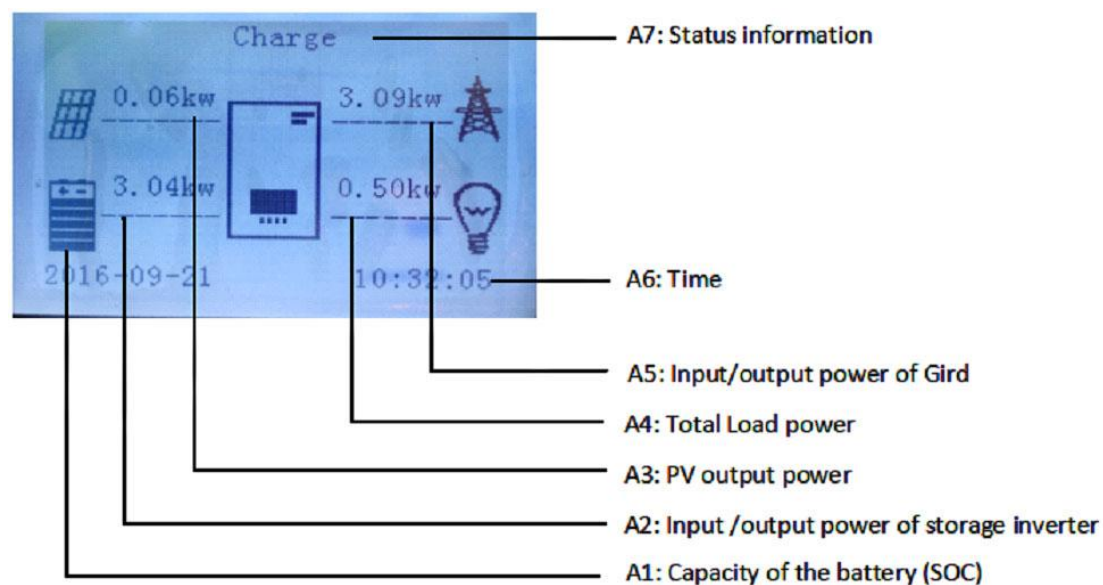 Charge
A7: Status information
0.06kw
3.09kw
3.04kw
0.50kw
2016-09-21
10:32:05
A6: Time
A5: Input/output power of Gird
A4: Total Load power
A3: PV output power
A2: Input /output power of storage inverter
A1: Capacity of the battery (SOC)